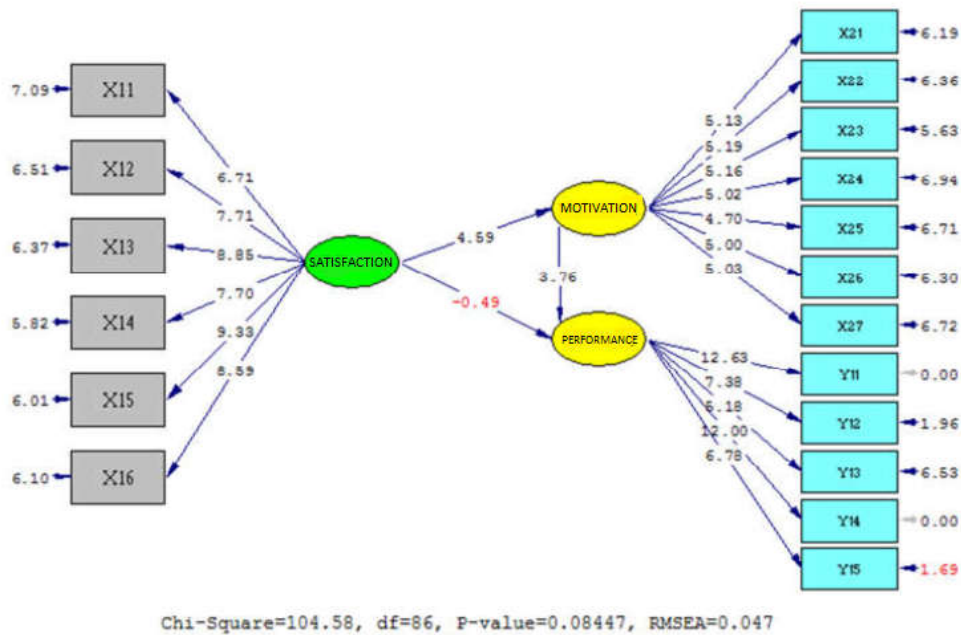 X21
6.19
7.09
X11
X22
6.36
5.13
X23
5.63
5.19
6.51
X12
6.71
5.16
X24
6.94
7.71
MOTIVATION
5.02
4.70
X25
6.71
6.37
X13
8.85
4.59
5.00
SATISFACTION
5.03
X26
6.30
7.70
3.76
-0.49
5.82
X14
9.33
X27
6.72
PERFORMANCE
12.63
8.59
7.38
Y11
0.00
6.01
X15
6.18
Y12
1.96
12.00
6.78
6.10
X16
Y13
6.53
Y14
0.00
Y15
1.69
Chi-Square=104.58, df=86, P-value=0.08447, RMSEA=0.047